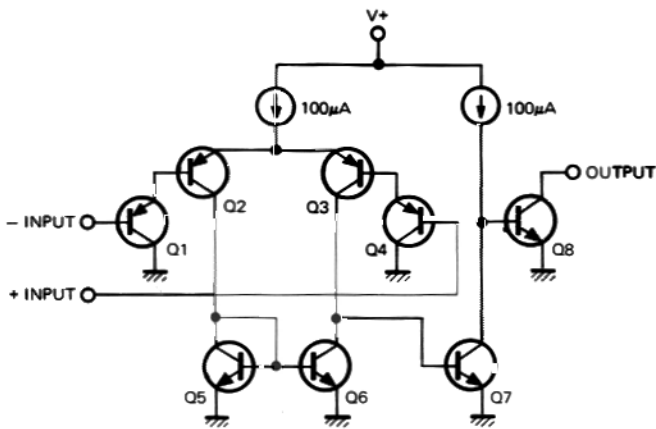 V+
100μA
100μA
OUTPUT
Q2
Q3
– INPUT
Q1
Q4
Q8
+ INPUT
Q5
Q6
Q7